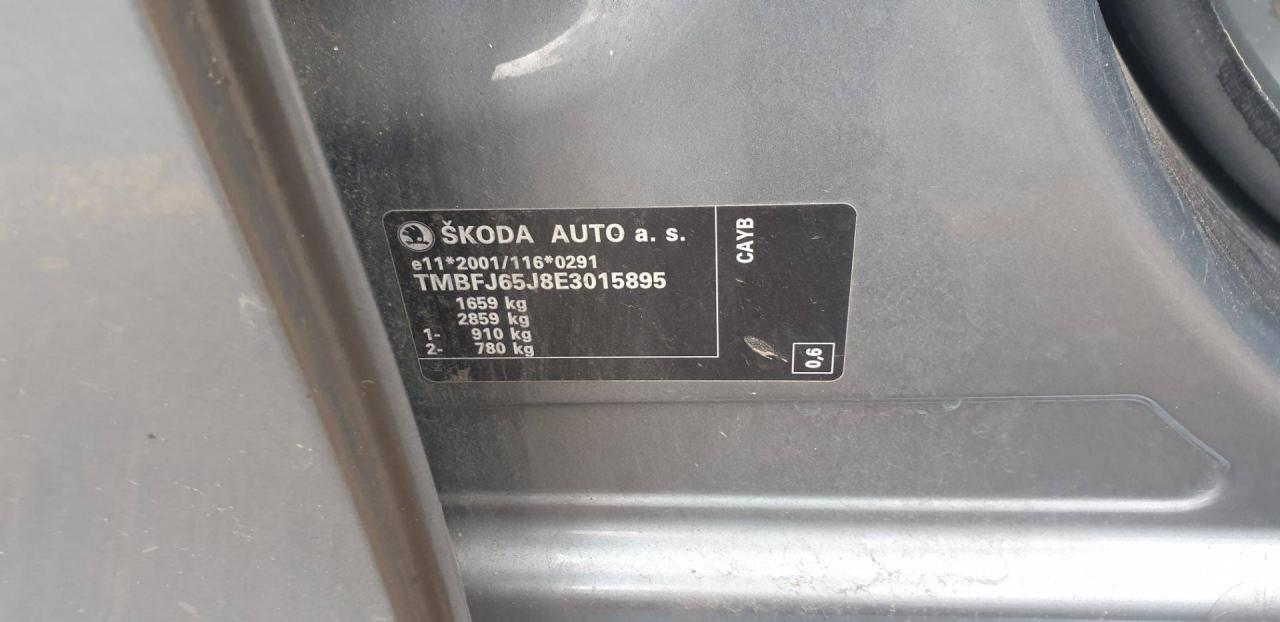 ŠKODA AUTO a. s.
e11*2001/116*0291
TMBFJ65J8E3015895
1659 kg
2859 kg
1- 910 kg
2- 780 kg
CAYB
0,6